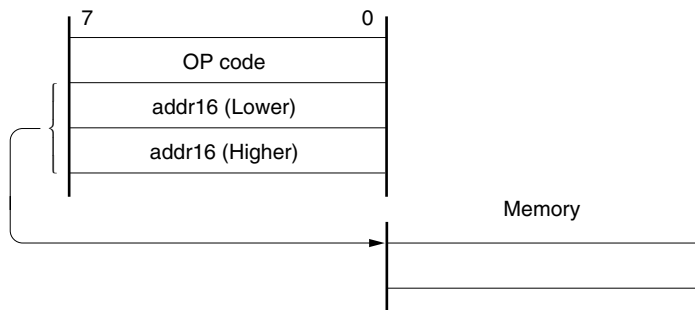 7 0
OP code
addr16 (Lower)
addr16 (Higher)
Memory